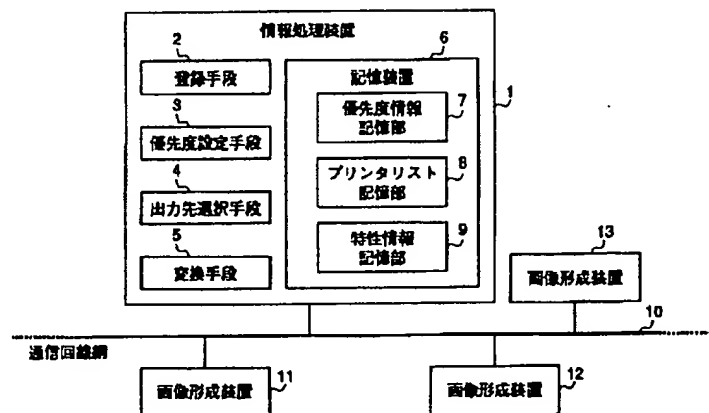 情報処理装置
1
2
登録手段
3
優先度設定手段
4
出力先選択手段
5
変換手段
6
記憶装置
優先度情報
記憶部
7
プリンタリスト
記憶部
8
特性情報
記憶部
9
13
画像形成装置
10
通信回線網
画像形成装置
11
画像形成装置
12